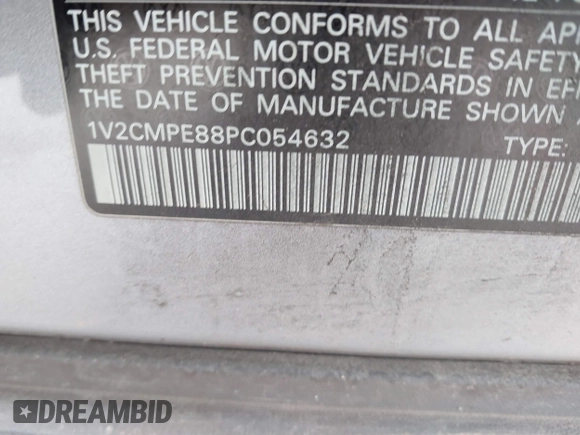 THIS VEHICLE CONFORMS TO ALL
U.S. FEDERAL MOTOR VEHICLE SAFETY
THEFT PREVENTION STANDARDS IN
THE DATE OF MANUFACTURE SHOWN
1V2CMPE88PC054632 TYPE:
DREAMBID